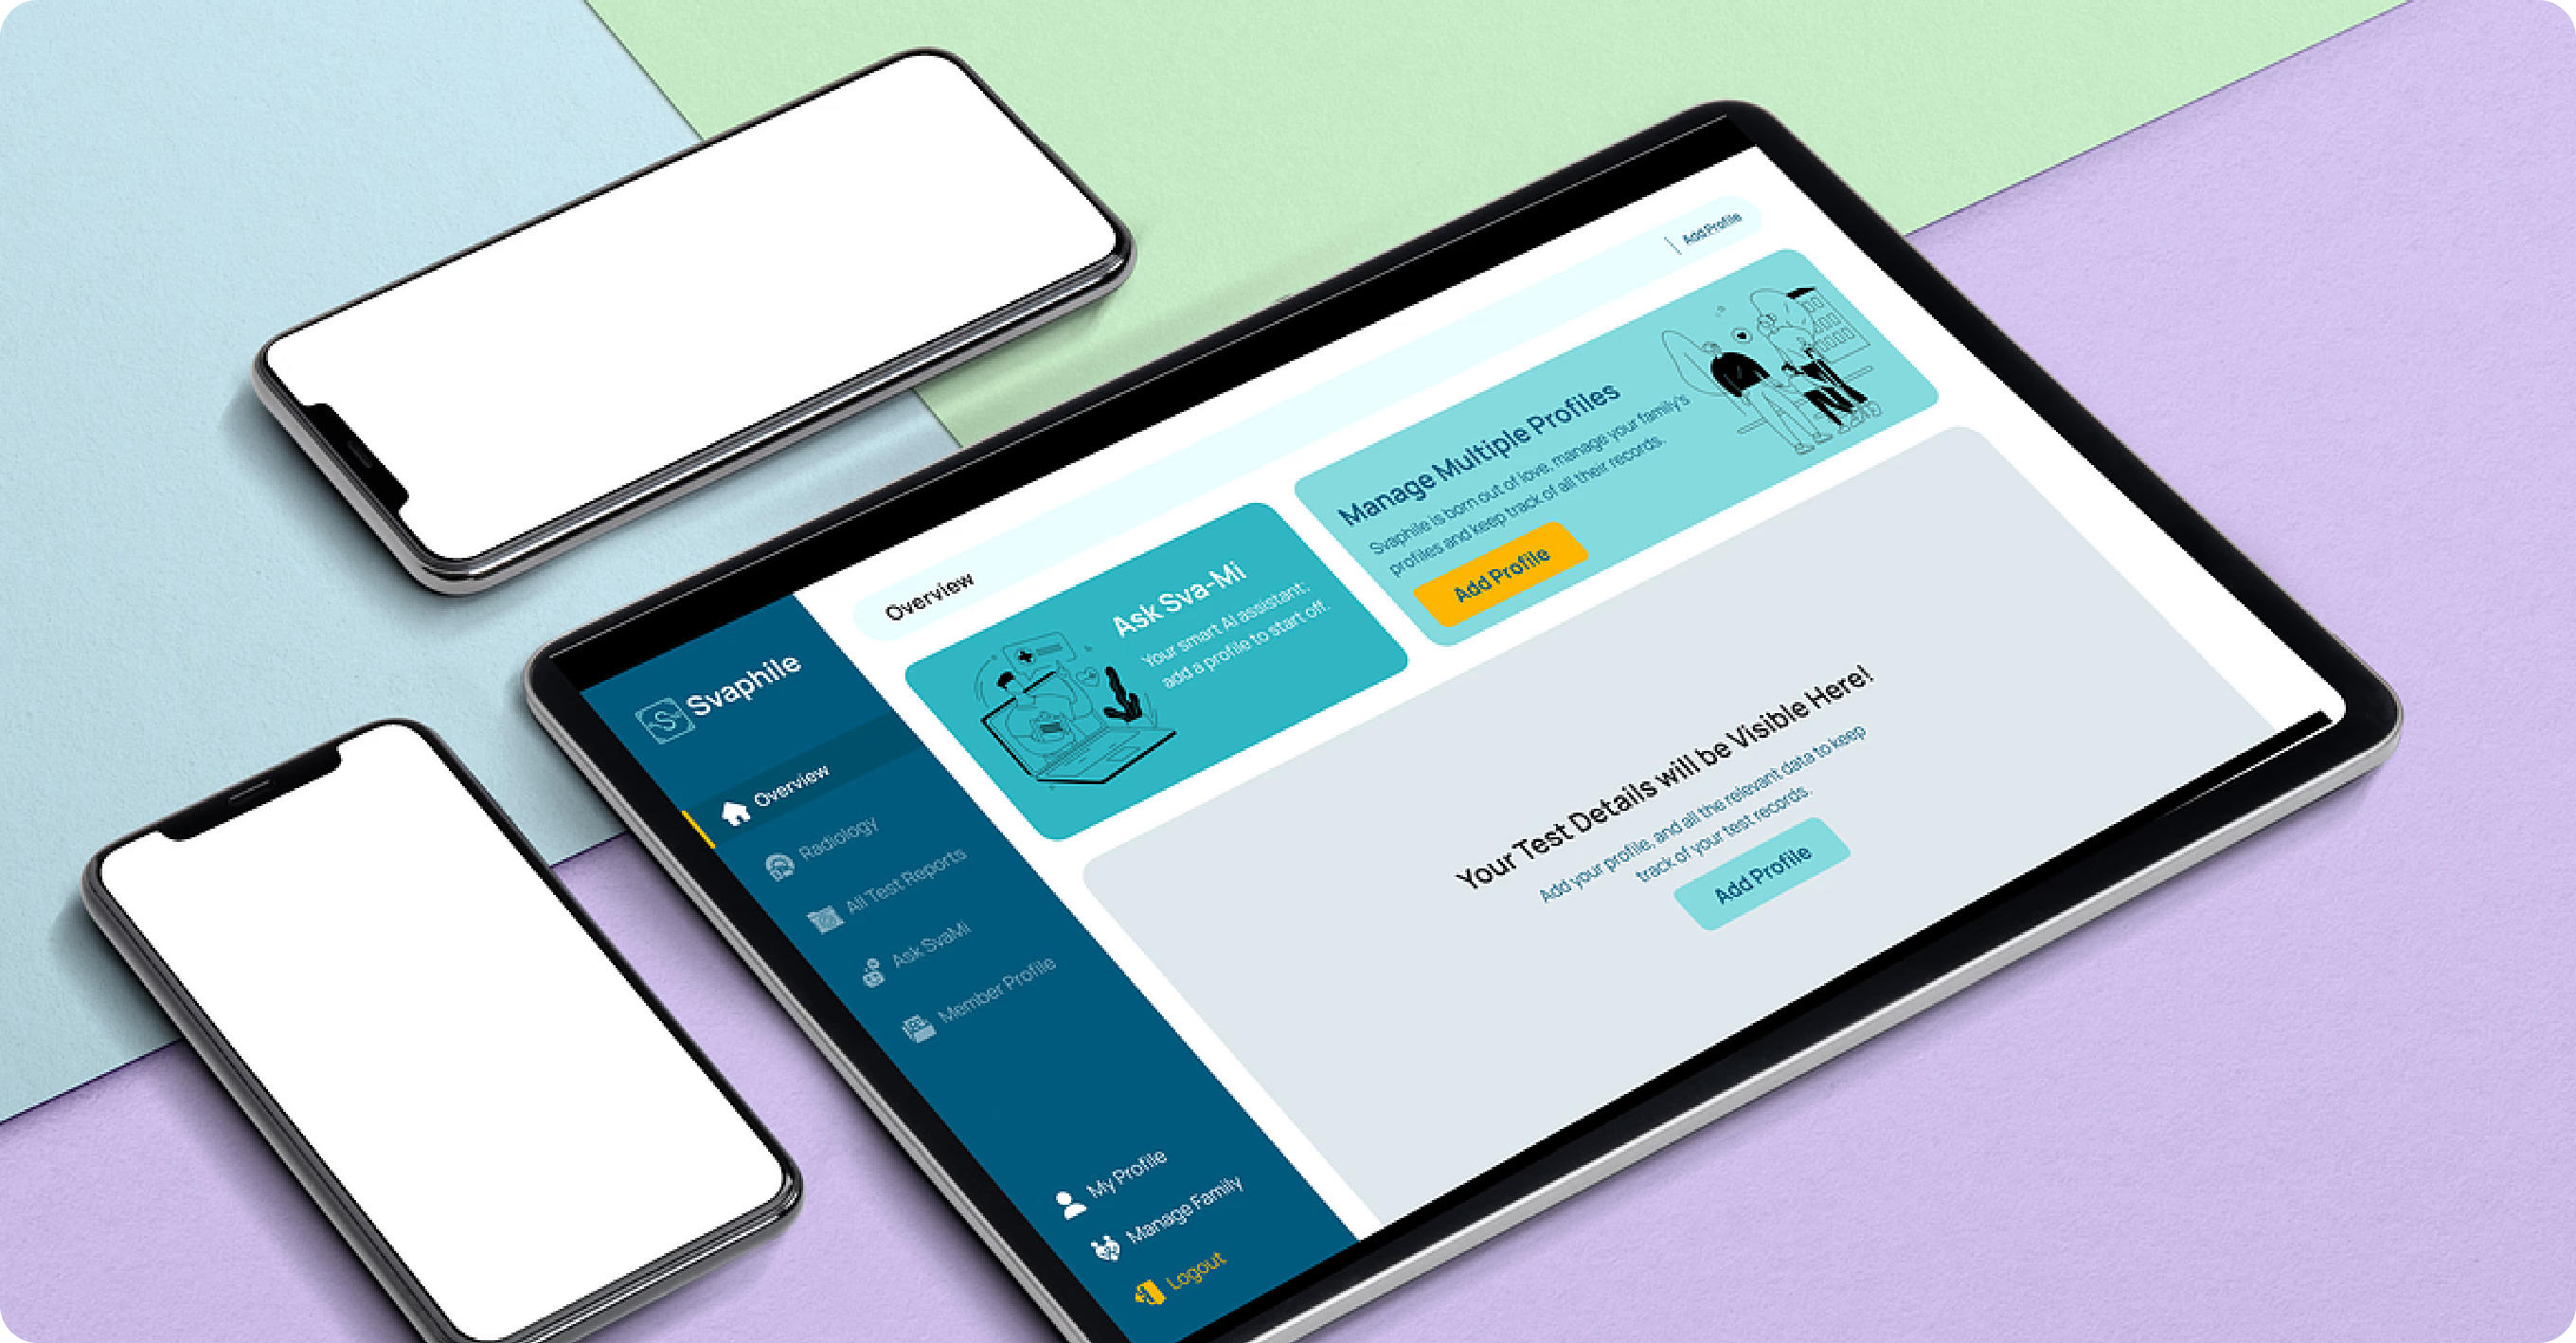 Add Profile
Overview
Svaphile
Overview
Radiology
All Test Reports
Ask SvaMi
Member Profile
My Profile
Manage Family
Logout
Ask Sva-Mi
Your smart AI assistant;
add a profile to start off.
Manage Multiple Profiles
Svaphile is born out of love, manage your family's
profiles and keep track of all their records.
Add Profile
Your Test Details will be Visible Here!
Add your profile, and all the relevant data to keep
track of your test records.
Add Profile